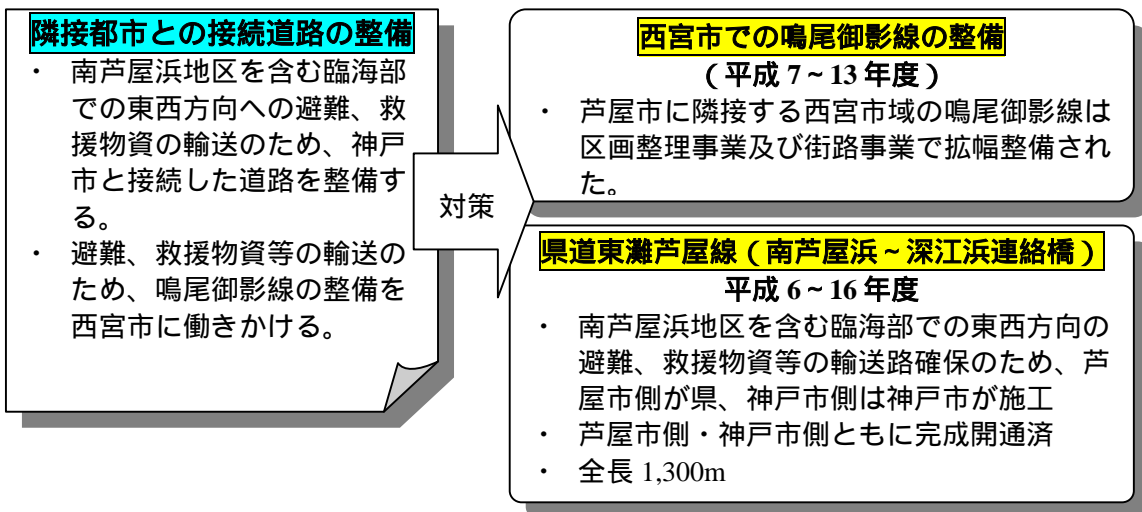 隣接都市との接続道路の整備
・ 南芦屋浜地区を含む臨海部
での東西方向への避難、救
援物資の輸送のため、神戸
市と接続した道路を整備す
る。
・ 避難、救援物資等の輸送の
ため、鳴尾御影線の整備を
西宮市に働きかける。
対策
西宮市での鳴尾御影線の整備
（平成 7～13 年度）
・ 芦屋市に隣接する西宮市域の鳴尾御影線は
区画整理事業及び街路事業で拡幅整備され
た。
県道東灘芦屋線（南芦屋浜～深江浜連絡橋）
平成 6～16 年度
・ 南芦屋浜地区を含む臨海部での東西方向の
避難、救援物資等の輸送路確保のため、芦
屋市側が県、神戸市側は神戸市が施工
・ 芦屋市側・神戸市側ともに完成開通済
・ 全長 1,300m